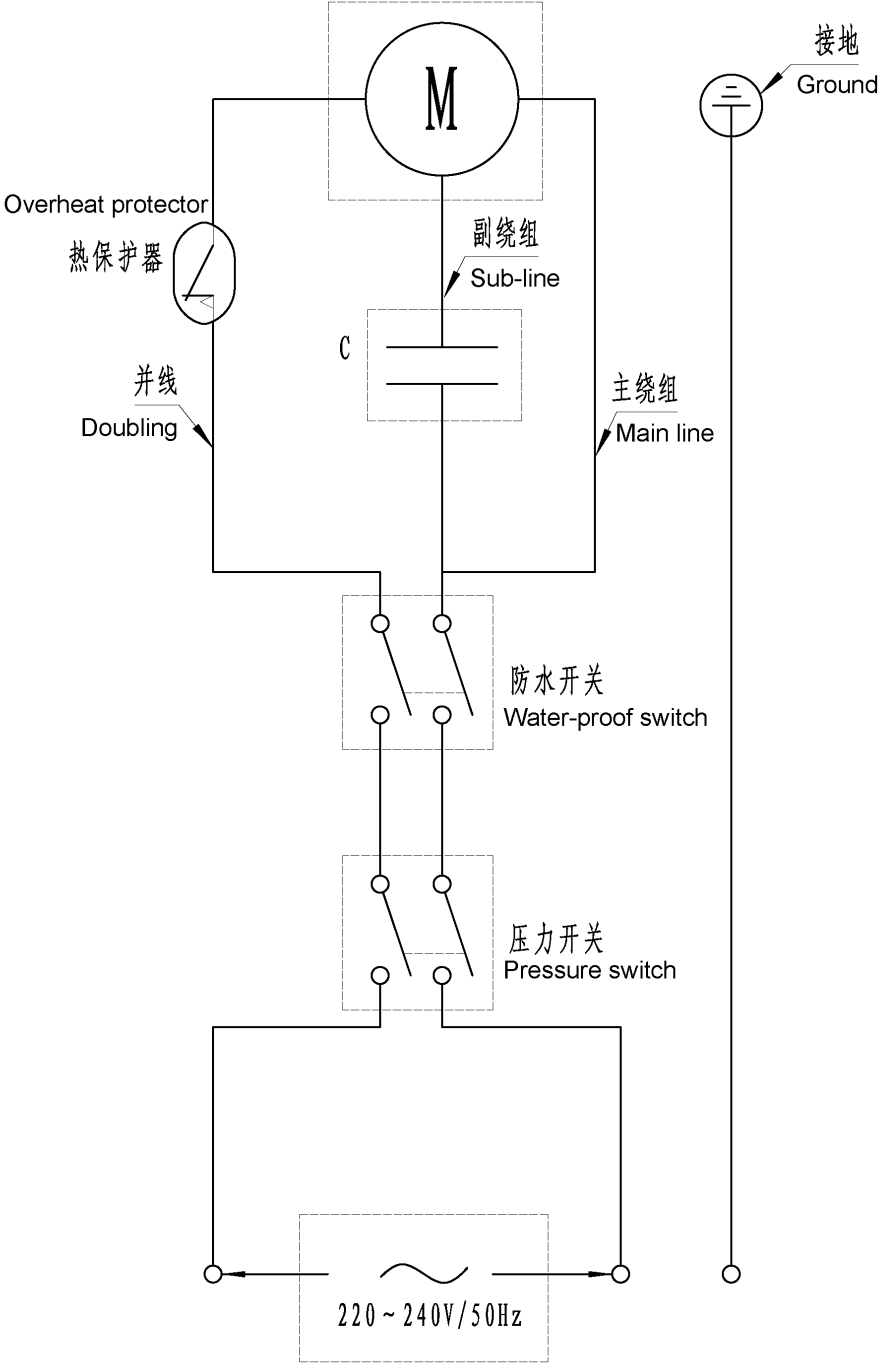 M
接地
Ground
Overheat protector
热保护器
副绕组
Sub-line
C
并线
Doubling
主绕组
Main line
防水开关
Water-proof switch
压力开关
Pressure switch
220~240V/50Hz